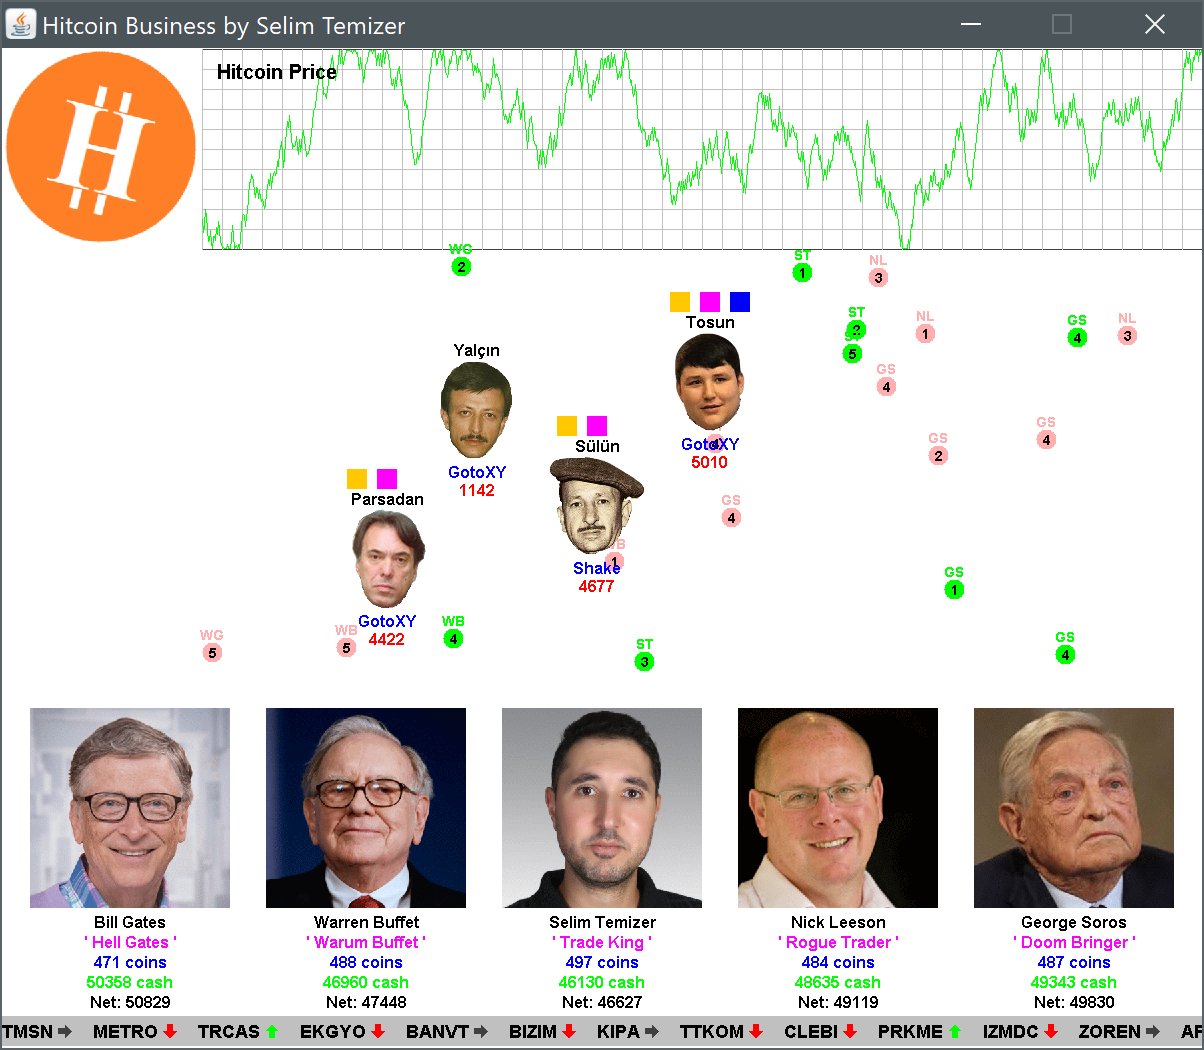 Hitcoin Business by Selim Temizer
H
Hitcoin Price
WG
2
ST
1
NL
3
Tosun
ST
2
5
NL
1
GS
4
NL
3
Yalçın
GS
4
GotoXY
1142
Sülün
GotoXY
5010
GS
4
GS
2
Parsadan
GS
4
1
Shake
4677
GS
1
GotoXY
4422
WG
5
WB
5
WB
4
ST
3
GS
4
Bill Gates
' Hell Gates '
471 coins
50358 cash
Net: 50829
Warren Buffet
' Warum Buffet '
488 coins
46960 cash
Net: 47448
Selim Temizer
' Trade King '
497 coins
46130 cash
Net: 46627
Nick Leeson
' Rogue Trader '
484 coins
48635 cash
Net: 49119
George Soros
' Doom Bringer '
487 coins
49343 cash
Net: 49830
TMSN → METRO ↓ TRCAS ↑ EKGYO ↓ BANVT → BIZIM ↓ KIPA → TTKOM ↓ CLEBI ↓ PRKME ↑ IZMDC ↓ ZOREN → AF